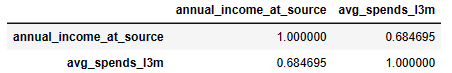 annual_income_at_source avg_spends_l3m
annual_income_at_source 1.000000 0.684695
avg_spends_l3m 0.684695 1.000000